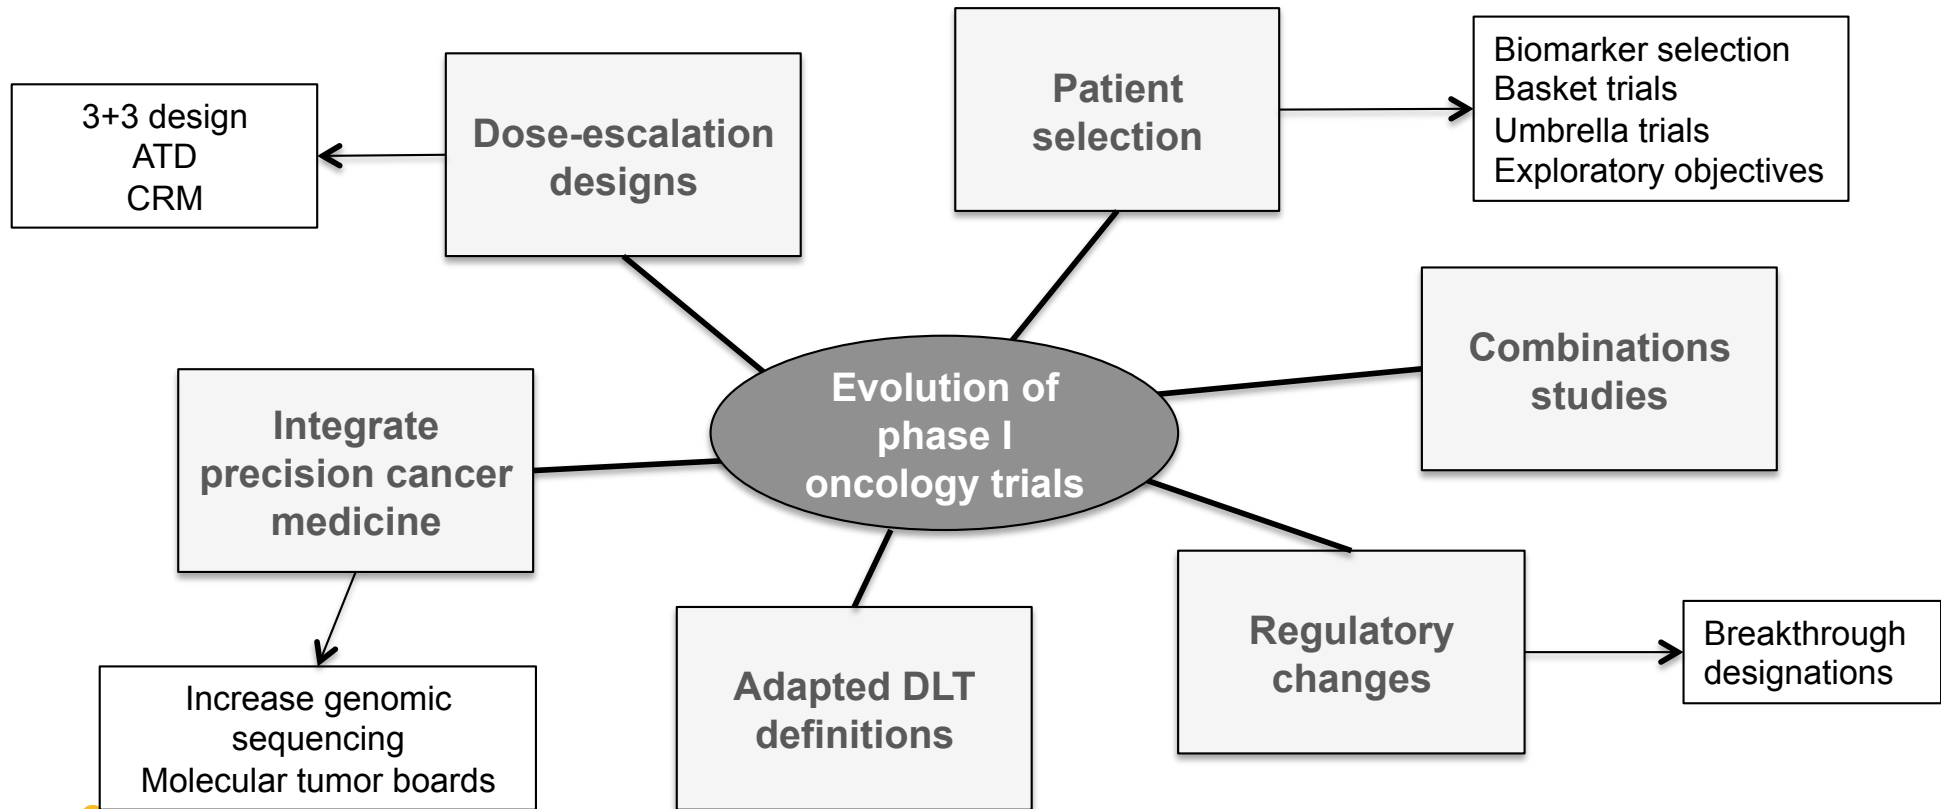 3+3 design
ATD
CRM
Dose-escalation
designs
Patient
selection
Biomarker selection
Basket trials
Umbrella trials
Exploratory objectives
Combinations
studies
Evolution of
phase I
oncology trials
Integrate
precision cancer
medicine
Increase genomic
sequencing
Molecular tumor boards
Adapted DLT
definitions
Regulatory
changes
Breakthrough
designations